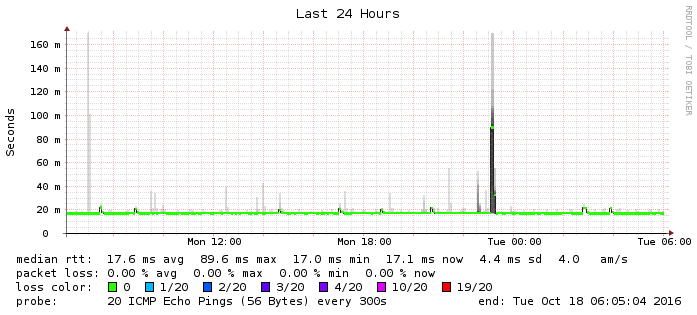 Last 24 Hours
RRDTOOL / TOBI OETIKER
Seconds
160 m
140 m
120 m
100 m
80 m
60 m
40 m
20 m
0
Mon 12:00 Mon 18:00 Tue 00:00 Tue 06:00
median rtt: 17.6 ms avg 89.6 ms max 17.0 ms min 17.1 ms now 4.4 ms sd 4.0 am/s
packet loss: 0.00 % avg 0.00 % max 0.00 % min 0.00 % now
loss color: 0 1/20 2/20 3/20 4/20 10/20 19/20
probe: 20 ICMP Echo Pings (56 Bytes) every 300s end: Tue Oct 18 06:05:04 2016